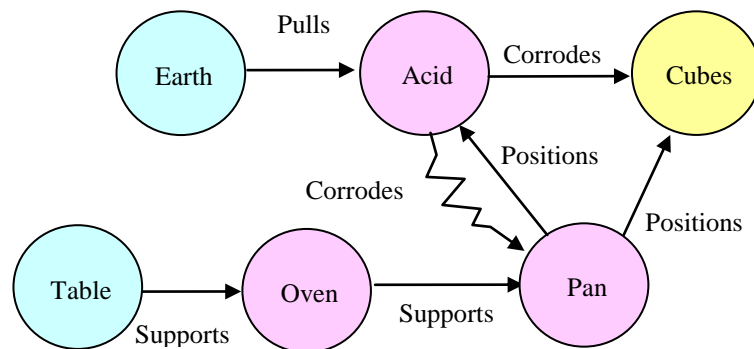 Pulls
Earth
Acid
Corrodes
Cubes
Corrodes
Positions
Positions
Table
Supports
Oven
Supports
Pan